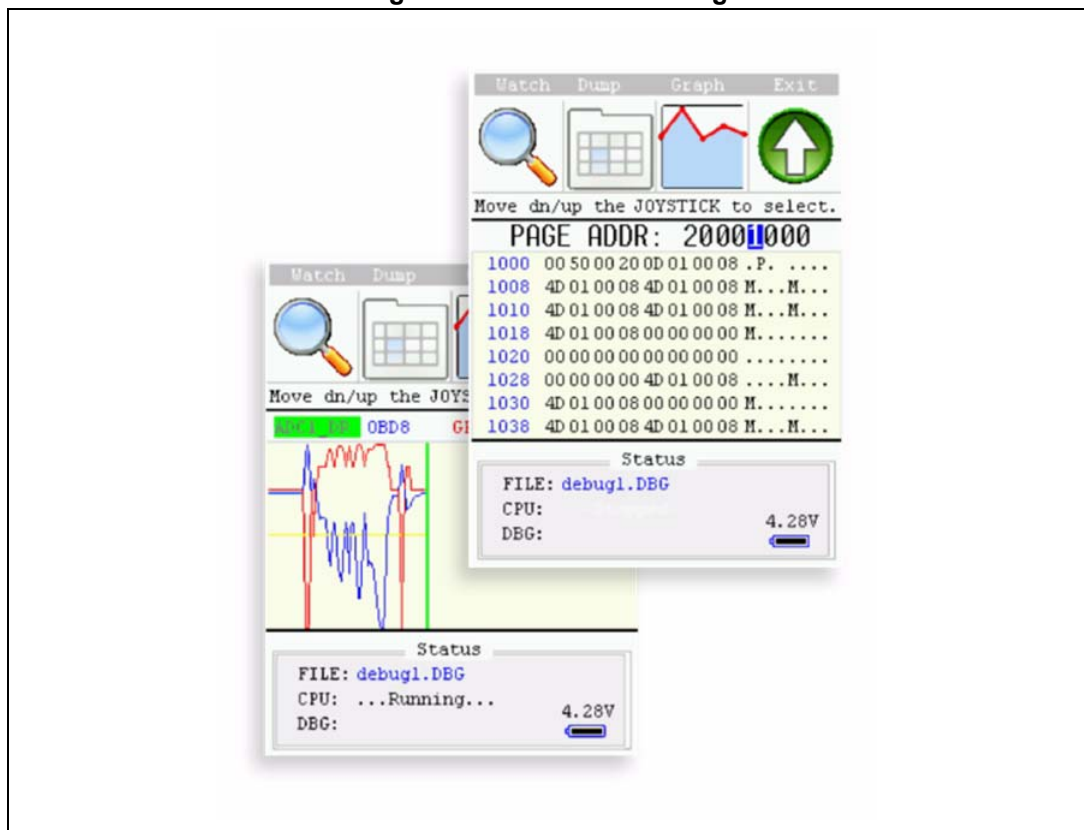 Watch Dump Graph Exit
Move dn/up the JOYSTICK to select.
PAGE ADDR: 20001000
1000 00 50 00 20 0D 01 00 08 .P. ....
1008 4D 01 00 08 4D 01 00 08 M...M...
1010 4D 01 00 08 4D 01 00 08 M...M...
1018 4D 01 00 08 00 00 00 00 M.......
1020 00 00 00 00 00 00 00 00 ........
1028 00 00 00 00 4D 01 00 08 ....M...
1030 4D 01 00 08 00 00 00 00 M.......
1038 4D 01 00 08 4D 01 00 08 M...M...
Status
FILE: debug1.DBG
CPU:
4.28V
DBG:
Watch Dump
Move dn/up the JOYS
ADC1_DR OBD8
Status
FILE: debug1.DBG
CPU: ...Running...
4.28V
DBG: